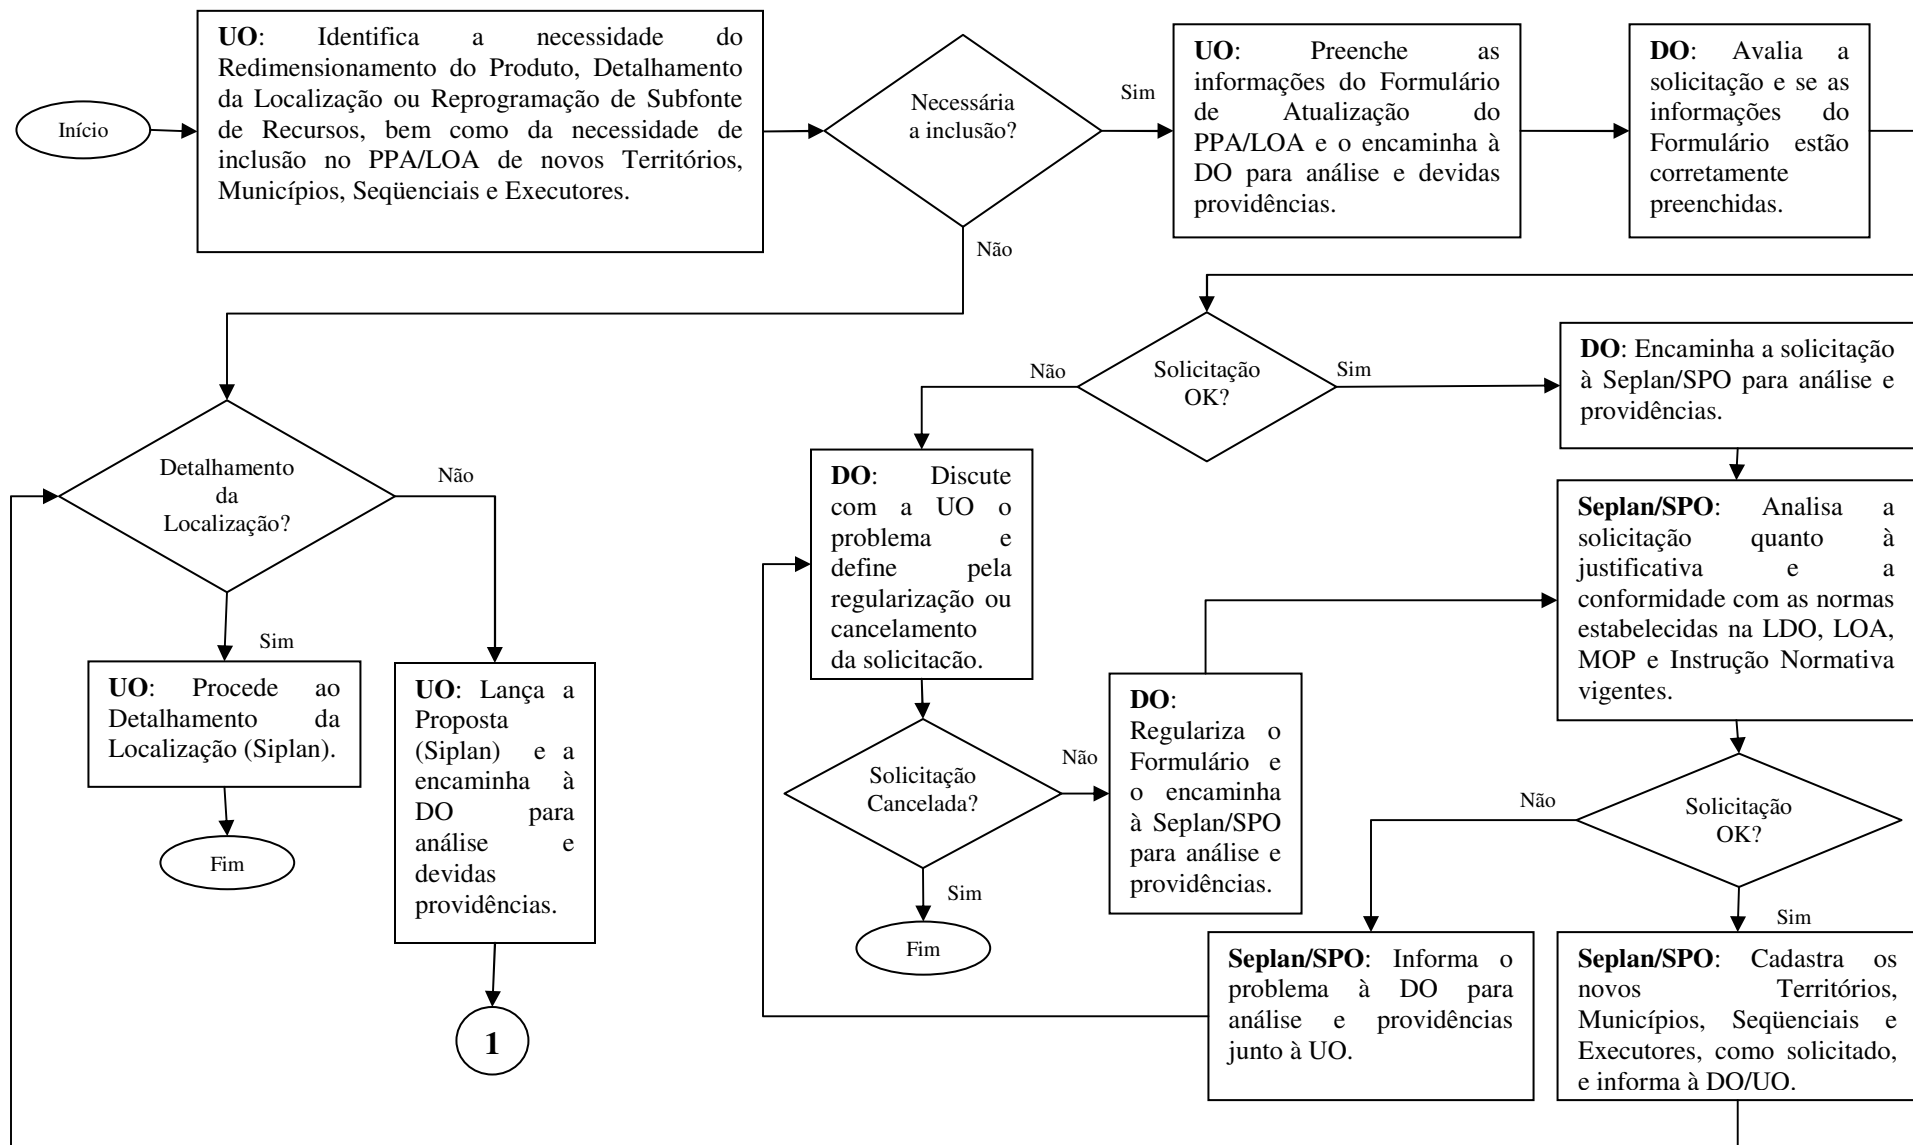 Início
UO: Identifica a necessidade do
Redimensionamento do Produto, Detalhamento
da Localização ou Reprogramação de Subfonte
de Recursos, bem como da necessidade de
inclusão no PPA/LOA de novos Territórios,
Municípios, Seqüenciais e Executores.
Necessária
a inclusão?
Sim
Não
UO: Preenche as
informações do Formulário
de Atualização do
PPA/LOA e o encaminha à
DO para análise e devidas
providências.
DO: Avalia a
solicitação e se as
informações do
Formulário estão
corretamente
preenchidas.
Solicitação
OK?
Não
Sim
DO: Encaminha a solicitação
à Seplan/SPO para análise e
providências.
Detalhamento
da
Localização?
Não
Sim
DO: Discute
com a UO o
problema e
define pela
regularização ou
cancelamento
da solicitacão.
Seplan/SPO: Analisa a
solicitação quanto à
justificativa e a
conformidade com as normas
estabelecidas na LDO, LOA,
MOP e Instrução Normativa
vigentes.
UO: Procede ao
Detalhamento da
Localização (Siplan).
Fim
UO: Lança a
Proposta
(Siplan) e a
encaminha à
DO para
análise e
devidas
providências.
1
Solicitação
Cancelada?
Não
Sim
Fim
DO:
Regulariza o
Formulário e
o encaminha
à Seplan/SPO
para análise e
providências.
Solicitação
OK?
Não
Sim
Seplan/SPO: Informa o
problema à DO para
análise e providências
junto à UO.
Seplan/SPO: Cadastra os
novos Territórios,
Municípios, Seqüenciais e
Executores, como solicitado,
e informa à DO/UO.